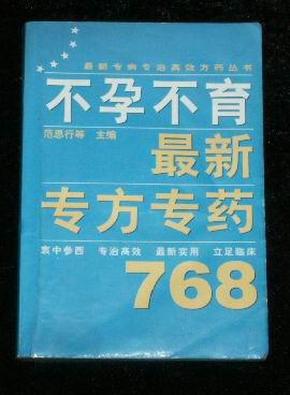 最新专病专治高效方药丛书
不孕不育
范思行等 主编
最新
专方专药
衷中参西 专治高效 最新实用 立足临床
768